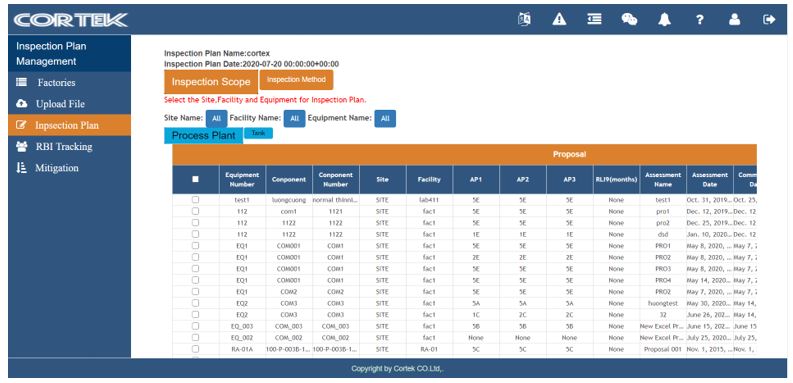 CORTEK
Inspection Plan
Management
Factories
Upload File
Inpsection Plan
RBI Tracking
Mitigation
Inspection Plan Name:cortex
Inspection Plan Date:2020-07-20 00:00:00+00:00
Inspection Scope Inspection Method
Select the Site,Facility and Equipment for Inspection Plan.
Site Name: All Facility Name: All Equipment Name: All
Process Plant Tank
Proposal
Equipment Number Conponent Conponent Number Site Facility AP1 AP2 AP3 RLI9(months) Assessment Name Assessment Date Comm Da
test1 luongcuong normal thinni... SITE lab411 5E 5E 5E None test1 Oct. 31, 2019... Oct. 25,
112 com1 1121 SITE fac1 5E 5E 5E None pro1 Dec. 12, 2019... Dec. 12
112 1122 1122 SITE fac1 5E 5E 5E None pro2 Dec. 25, 2019... Dec. 12
112 1122 1122 SITE fac1 1E 1E 1E None dsd Jan. 10, 2020... Dec. 12
EQ1 COM001 COM1 SITE fac1 5E 5E 5E None PRO1 May 8, 2020, ... May 7, 2
EQ1 COM001 COM1 SITE fac1 2E 2E 2E None PRO2 May 8, 2020, ... May 7, 2
EQ1 COM001 COM1 SITE fac1 5E 5E 5E None PRO3 May 8, 2020, ... May 7, 2
EQ1 COM001 COM1 SITE fac1 5E 5E 5E None PRO4 May 14, 2020... May 7, 2
EQ1 COM2 COM2 SITE fac1 5E 5E 5E None PRO2 May 7, 2020, ... May 7, 2
EQ2 COM3 COM3 SITE fac1 5A 5A 5A None huongtest May 30, 2020... May 14,
EQ2 COM3 COM3 SITE fac1 1C 2C 2C None 32 June 26, 202... May 14,
EQ_003 COM_003 COM_003 SITE fac1 5B 5B 5B None New Excel Pr... June 15, 202... June 15
EQ_002 COM_002 COM_002 SITE fac1 None None None None New Excel Pr... July 25, 2020... July 25,
RA-01A 100-P-003B-1... 100-P-003B-1... SITE RA-01 5C 5C 5C None Proposal 001 Nov. 1, 2015, ... Nov. 1,
Copyright by Cortek CO.Ltd,.